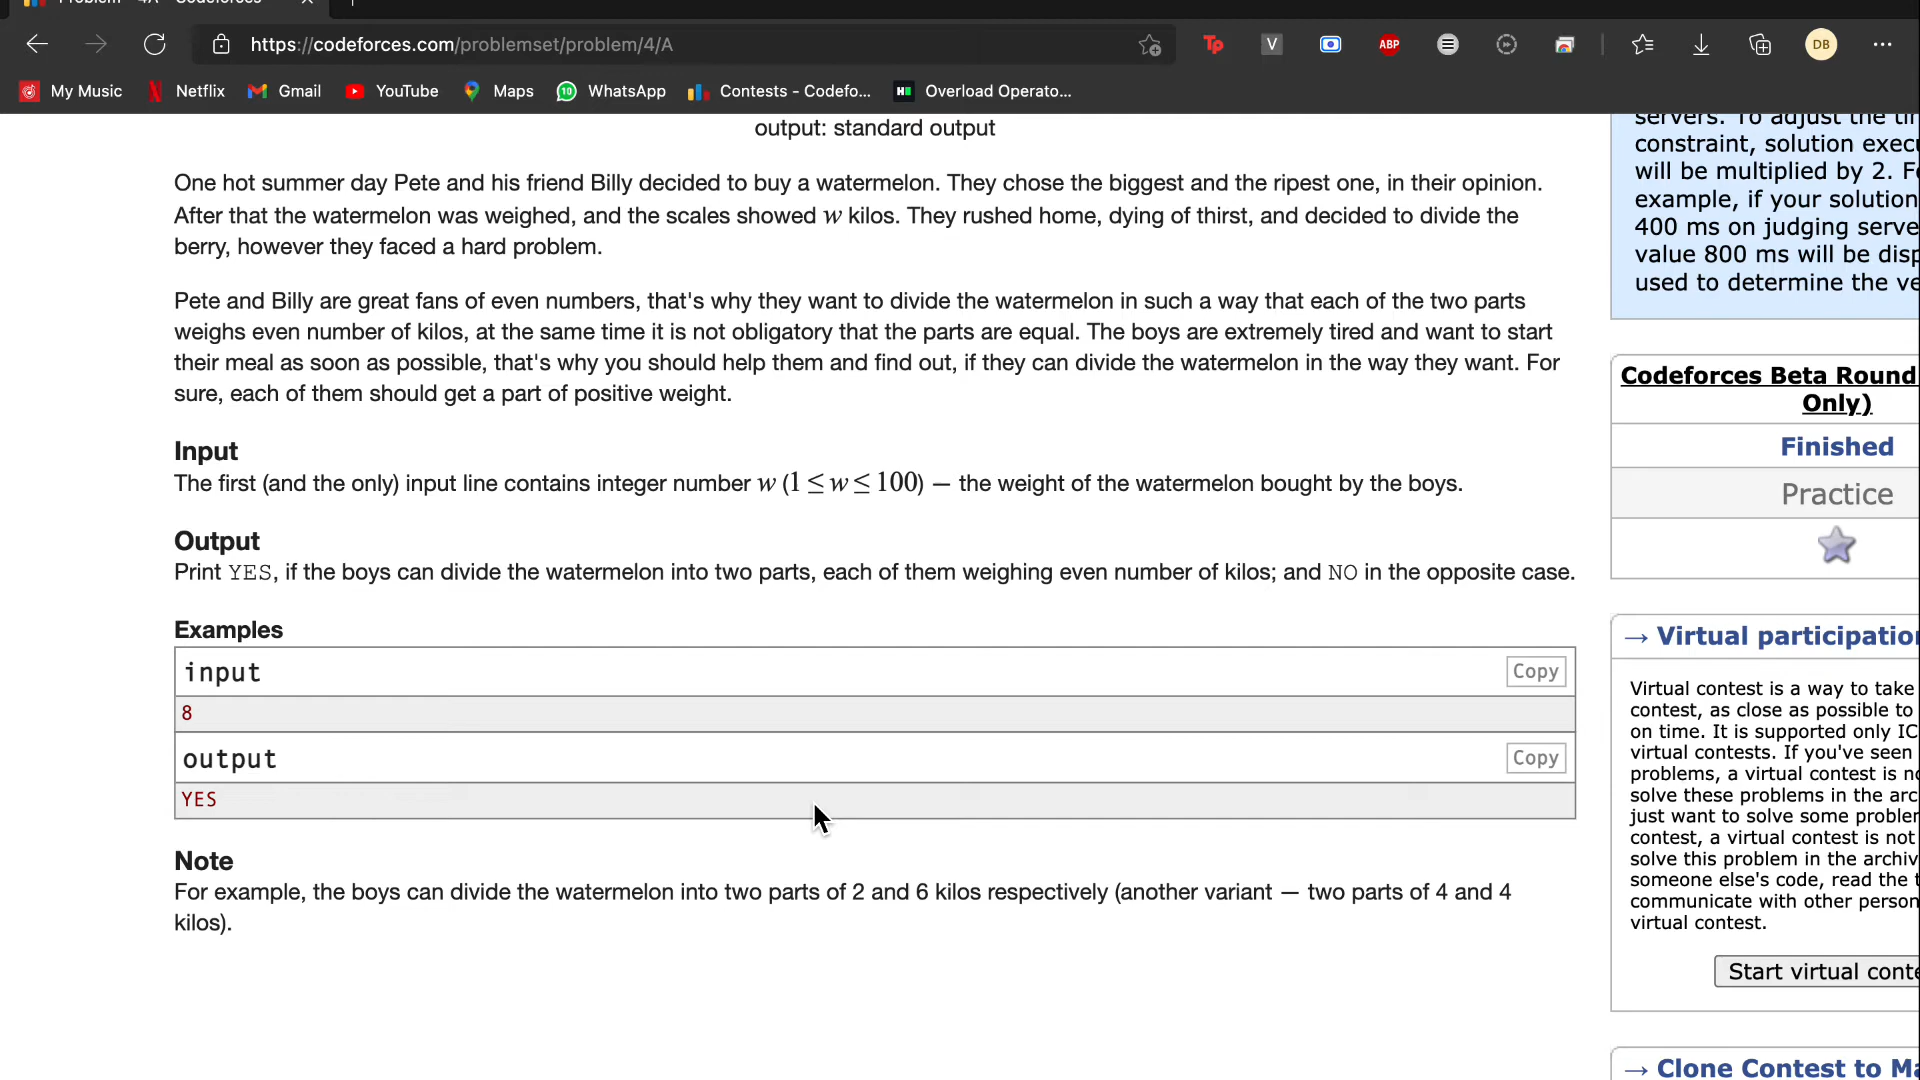 https://codeforces.com/problemset/problem/4/A
V
ABP
DB
My Music
Netflix
Gmail
YouTube
Maps
10
WhatsApp
Contests - Codefo...
Overload Operato...
output: standard output
One hot summer day Pete and his friend Billy decided to buy a watermelon. They chose the biggest and the ripest one, in their opinion.
After that the watermelon was weighed, and the scales showed w kilos. They rushed home, dying of thirst, and decided to divide the
berry, however they faced a hard problem.
Pete and Billy are great fans of even numbers, that's why they want to divide the watermelon in such a way that each of the two parts
weighs even number of kilos, at the same time it is not obligatory that the parts are equal. The boys are extremely tired and want to start
their meal as soon as possible, that's why you should help them and find out, if they can divide the watermelon in the way they want. For
sure, each of them should get a part of positive weight.
Input
The first (and the only) input line contains integer number w (1 ≤ w ≤ 100) — the weight of the watermelon bought by the boys.
Output
Print YES, if the boys can divide the watermelon into two parts, each of them weighing even number of kilos; and NO in the opposite case.
Examples
input
Copy
8
output
Copy
YES
Note
For example, the boys can divide the watermelon into two parts of 2 and 6 kilos respectively (another variant — two parts of 4 and 4
kilos).
servers. To adjust the
constraint, solution
will be multiplied by 2.
example, if your solution
400 ms on judging
value 800 ms will be
used to determine the
Codeforces Beta Round
Only)
Finished
Practice
→ Virtual
Virtual contest is a way to take
contest, as close as possible to
on time. It is supported only
virtual contests. If you've seen
problems, a virtual contest is
solve these problems in the
just want to solve some
contest, a virtual contest is not
solve this problem in the
someone else's code, read the
communicate with other
virtual contest.
Start virtual
→ Clone Contest to